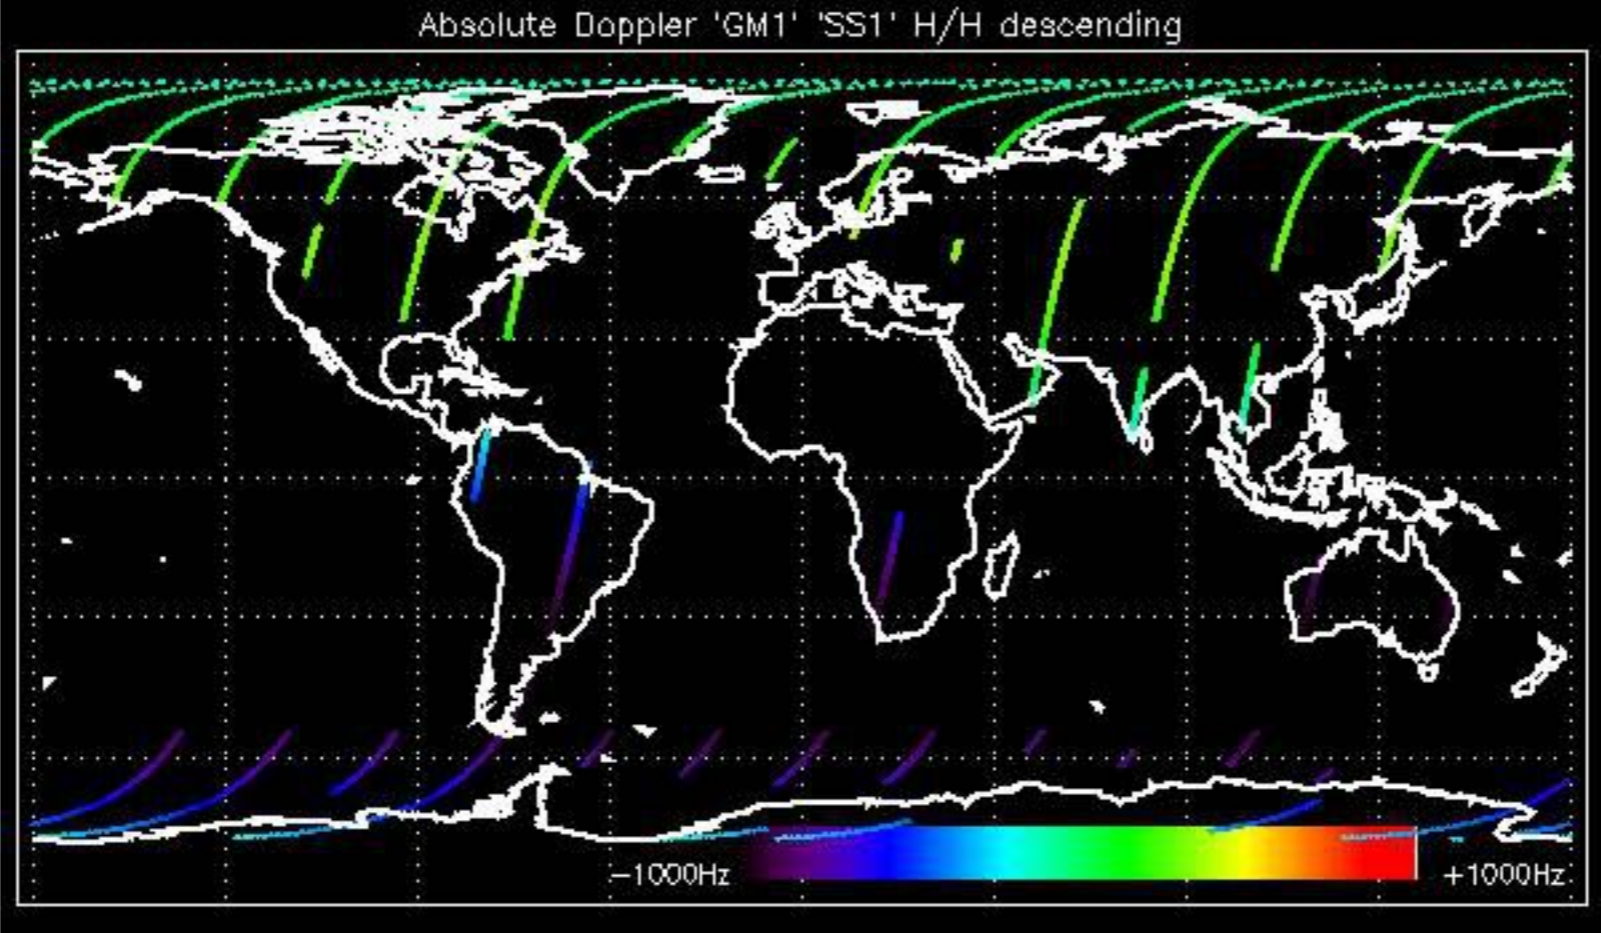 Absolute Doppler 'GM1' 'SS1' H/H descending
−1000Hz
+1000Hz